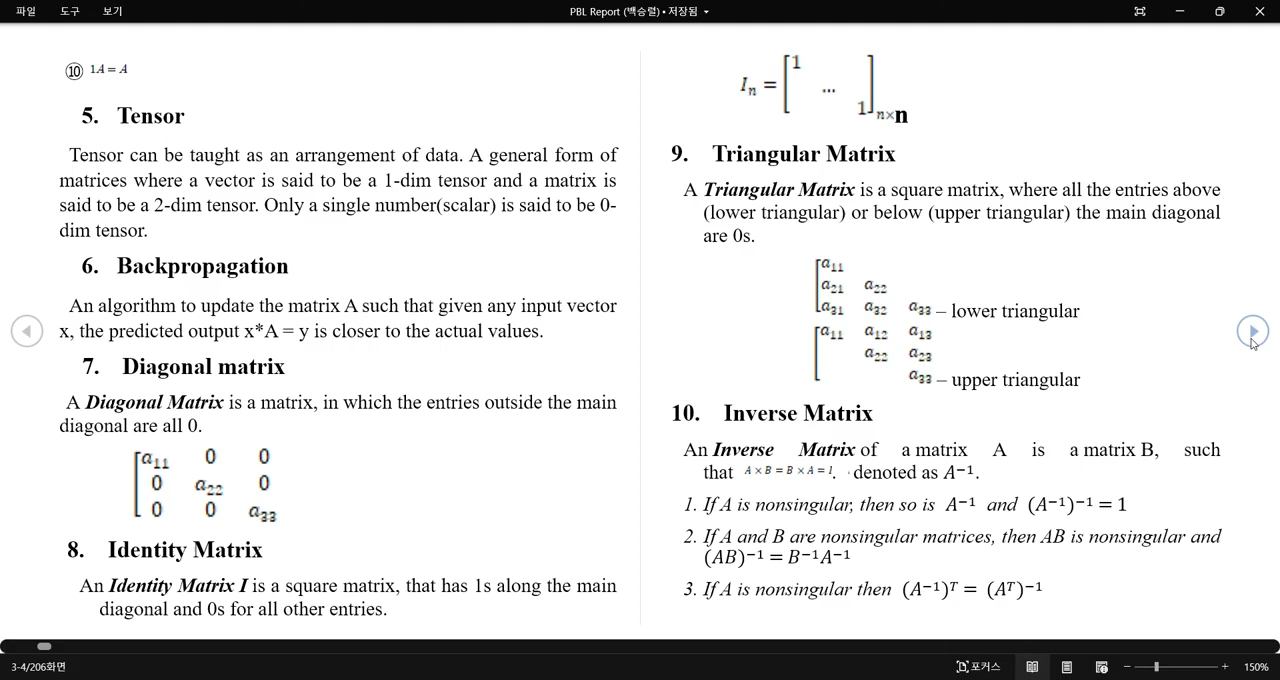 파일 도구 보기 PBL Report (백승렬) • 저장됨
⑩ 1A = A
5. Tensor
Tensor can be taught as an arrangement of data. A general form of
matrices where a vector is said to be a 1-dim tensor and a matrix is
said to be a 2-dim tensor. Only a single number(scalar) is said to be 0-
dim tensor.
6. Backpropagation
An algorithm to update the matrix A such that given any input vector
x, the predicted output x*A = y is closer to the actual values.
7. Diagonal matrix
A Diagonal Matrix is a matrix, in which the entries outside the main
diagonal are all 0.
a₁₁ 0 0
0 a₂₂ 0
0 0 a₃₃
8. Identity Matrix
An Identity Matrix I is a square matrix, that has 1s along the main
diagonal and 0s for all other entries.
Iₙ = [1 ... 1]n×n
9. Triangular Matrix
A Triangular Matrix is a square matrix, where all the entries above
(lower triangular) or below (upper triangular) the main diagonal
are 0s.
a₁₁
a₂₁ a₂₂
a₃₁ a₃₂ a₃₃ – lower triangular
a₁₁ a₁₂ a₁₃
a₂₂ a₂₃
a₃₃ – upper triangular
10. Inverse Matrix
An Inverse Matrix of a matrix A is a matrix B, such
that A × B = B × A = I. denoted as A⁻¹.
1. If A is nonsingular, then so is A⁻¹ and (A⁻¹)⁻¹ = 1
2. If A and B are nonsingular matrices, then AB is nonsingular and
(AB)⁻¹ = B⁻¹A⁻¹
3. If A is nonsingular then (A⁻¹)ᵀ = (Aᵀ)⁻¹
3-4/206화면 포커스 150%